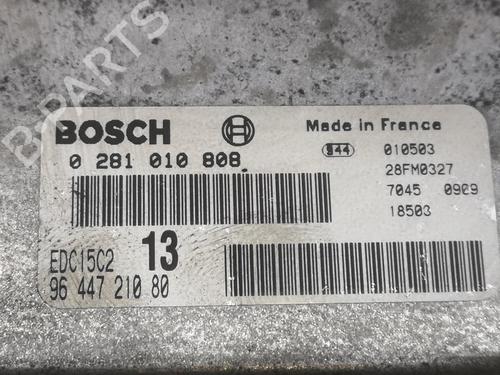 B-PARTS
BOSCH
Made in France
0 281 010 808
S44 010503
28FM0327
7045 0909
18503
EDC15C2 13
96 447 210 80